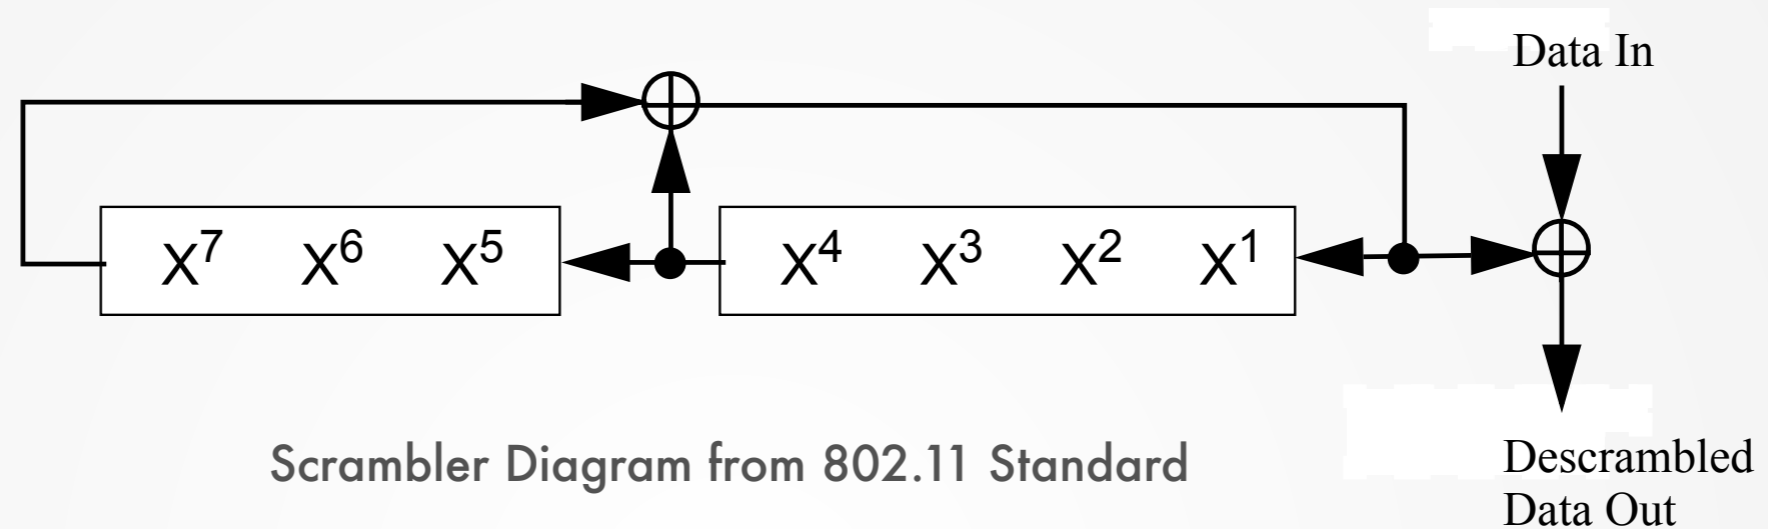 Data In
X⁷ X⁶ X⁵ X⁴ X³ X² X¹
Scrambler Diagram from 802.11 Standard
Descrambled
Data Out